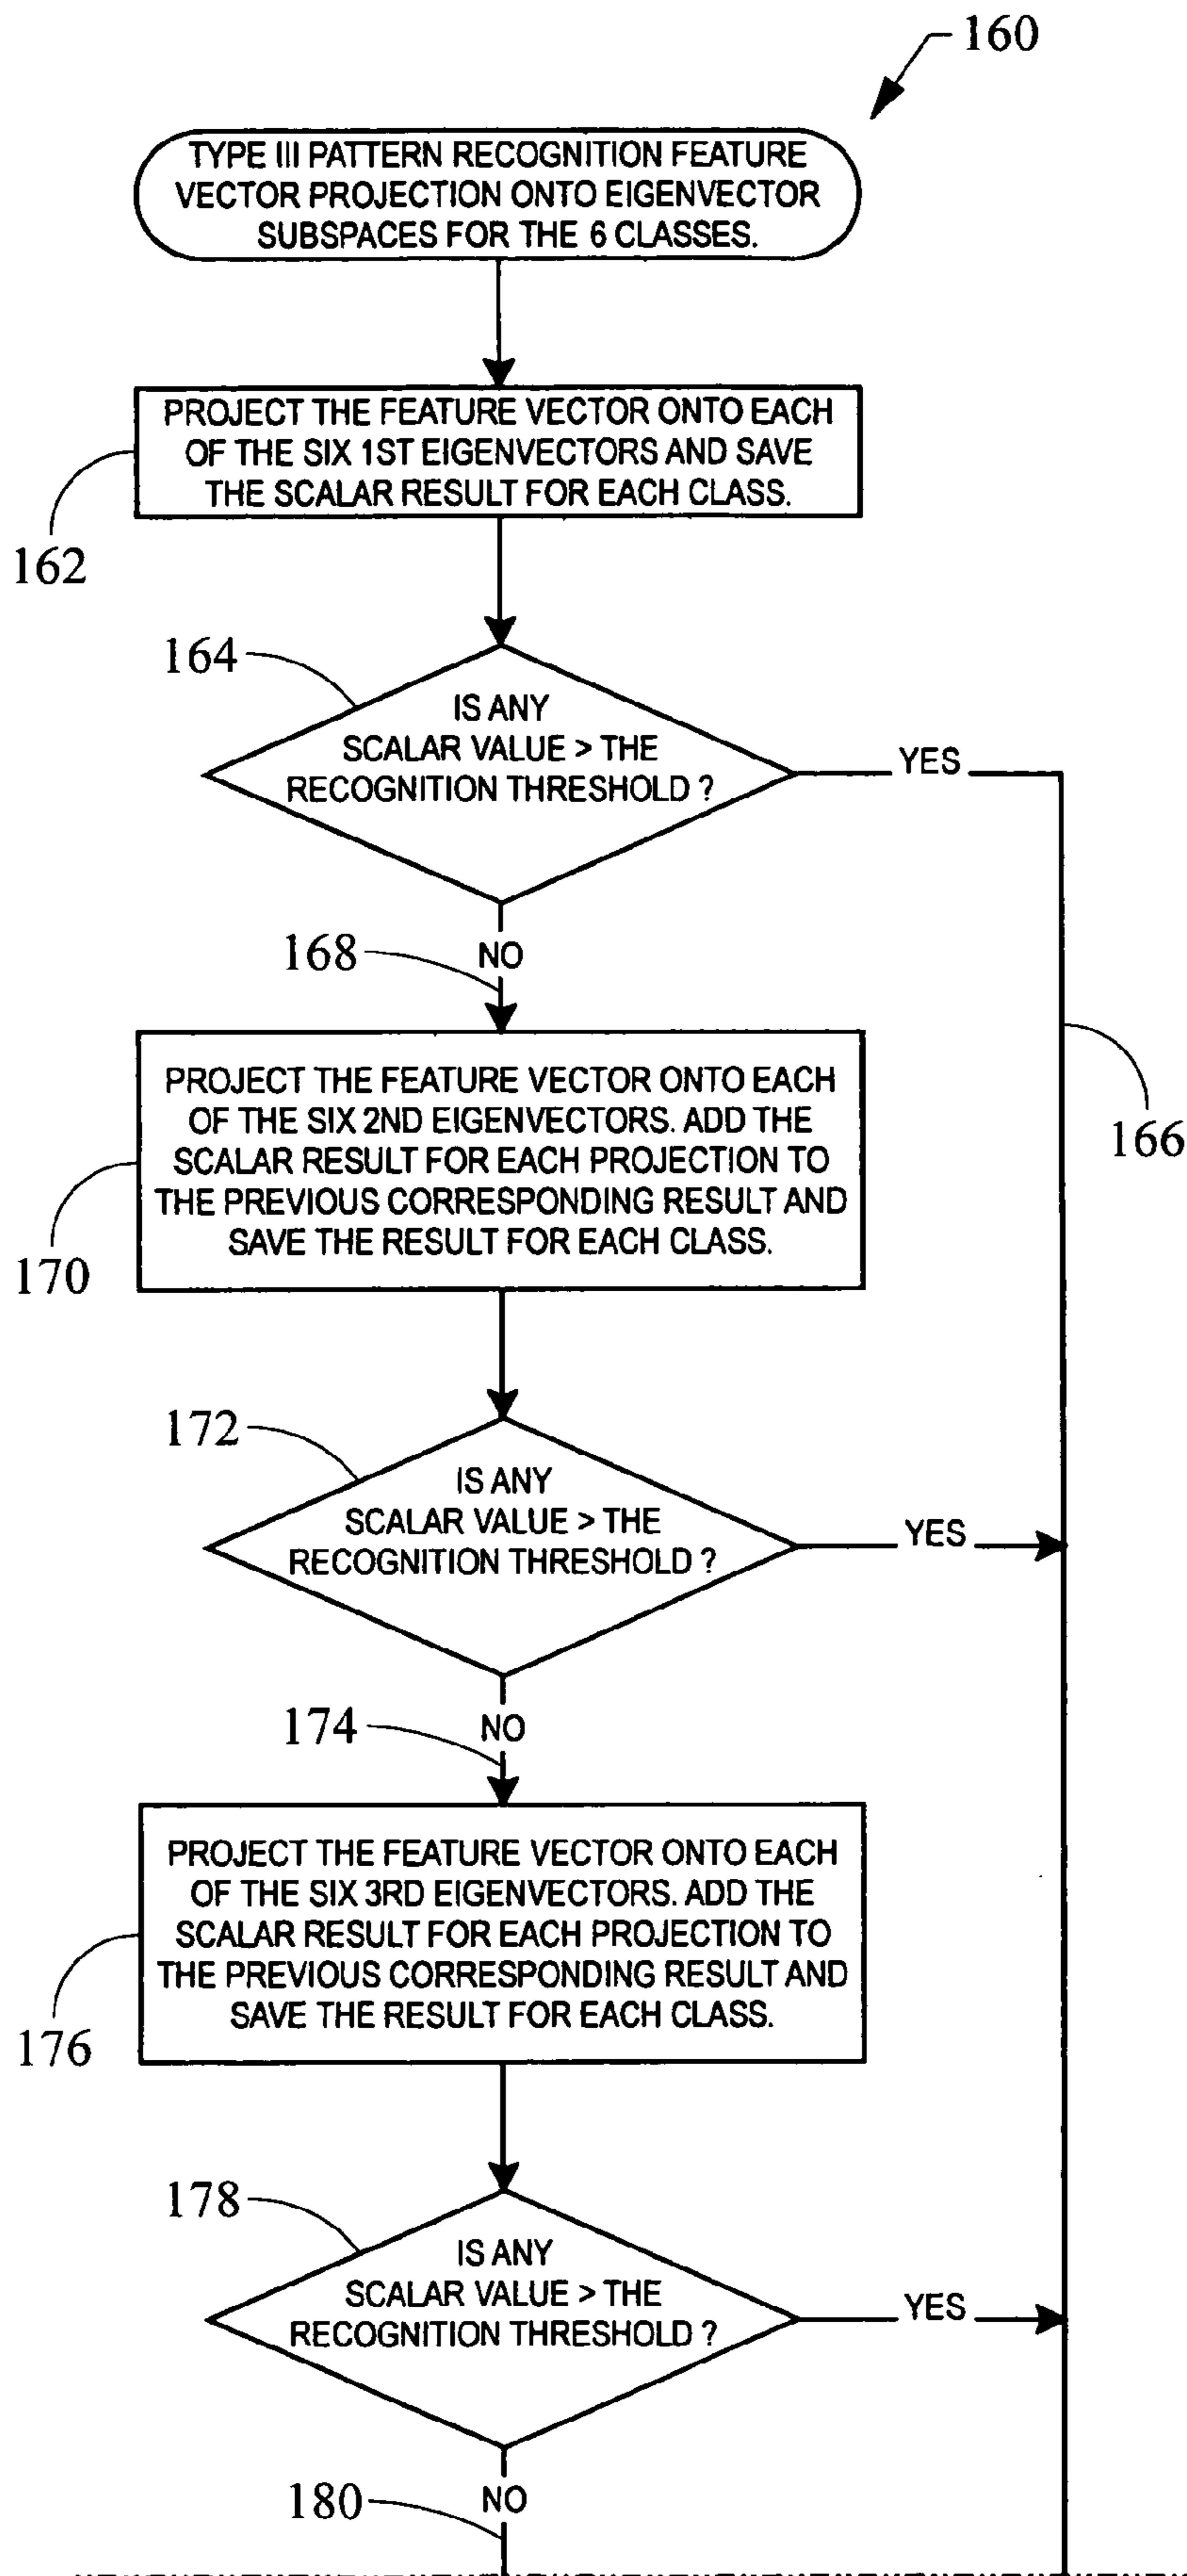 160
TYPE III PATTERN RECOGNITION FEATURE
VECTOR PROJECTION ONTO EIGENVECTOR
SUBSPACES FOR THE 6 CLASSES.
PROJECT THE FEATURE VECTOR ONTO EACH
OF THE SIX 1ST EIGENVECTORS AND SAVE
THE SCALAR RESULT FOR EACH CLASS.
162
164
IS ANY
SCALAR VALUE > THE
RECOGNITION THRESHOLD ?
YES
168
NO
166
PROJECT THE FEATURE VECTOR ONTO EACH
OF THE SIX 2ND EIGENVECTORS. ADD THE
SCALAR RESULT FOR EACH PROJECTION TO
THE PREVIOUS CORRESPONDING RESULT AND
SAVE THE RESULT FOR EACH CLASS.
170
172
IS ANY
SCALAR VALUE > THE
RECOGNITION THRESHOLD ?
YES
174
NO
PROJECT THE FEATURE VECTOR ONTO EACH
OF THE SIX 3RD EIGENVECTORS. ADD THE
SCALAR RESULT FOR EACH PROJECTION TO
THE PREVIOUS CORRESPONDING RESULT AND
SAVE THE RESULT FOR EACH CLASS.
176
178
IS ANY
SCALAR VALUE > THE
RECOGNITION THRESHOLD ?
YES
180
NO